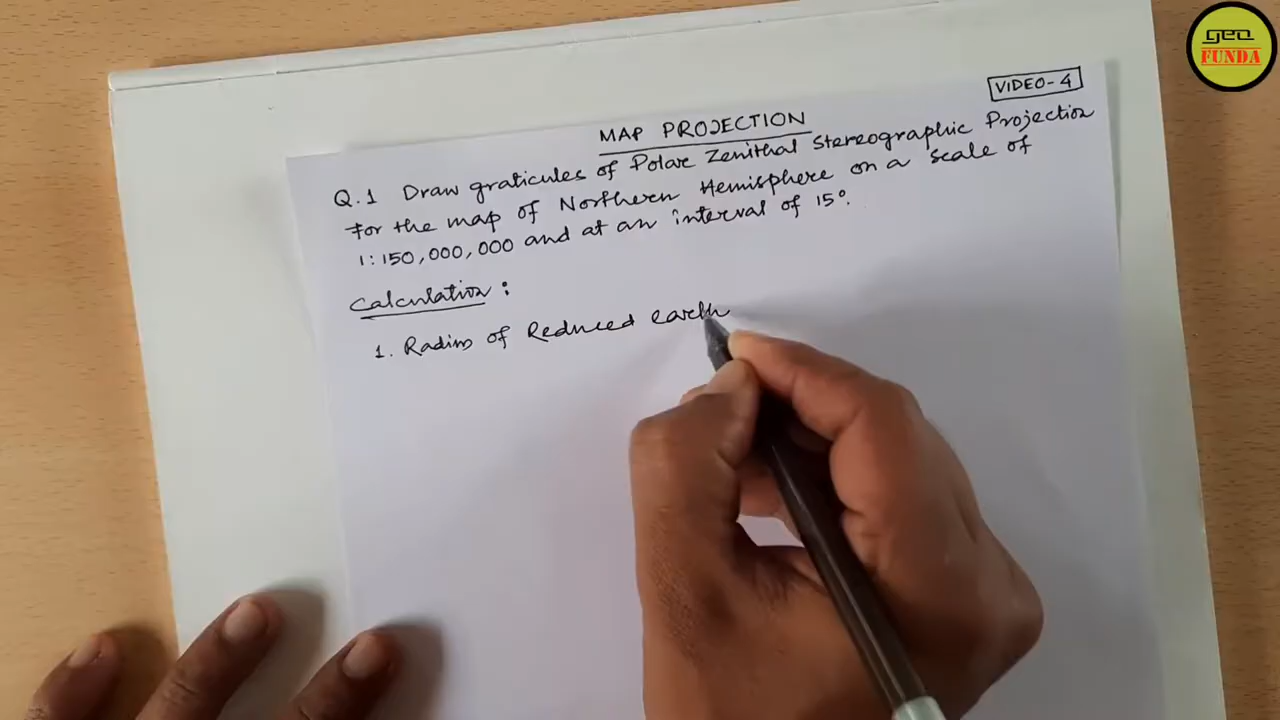 geo
FUNDA
VIDEO-4
MAP PROJECTION
Q.1 Draw graticules of Polar Zenithal Stereographic Projection
for the map of Northern Hemisphere on a scale of
1:150,000,000 and at an interval of 15°.
Calculation :
1. Radius of Reduced earth